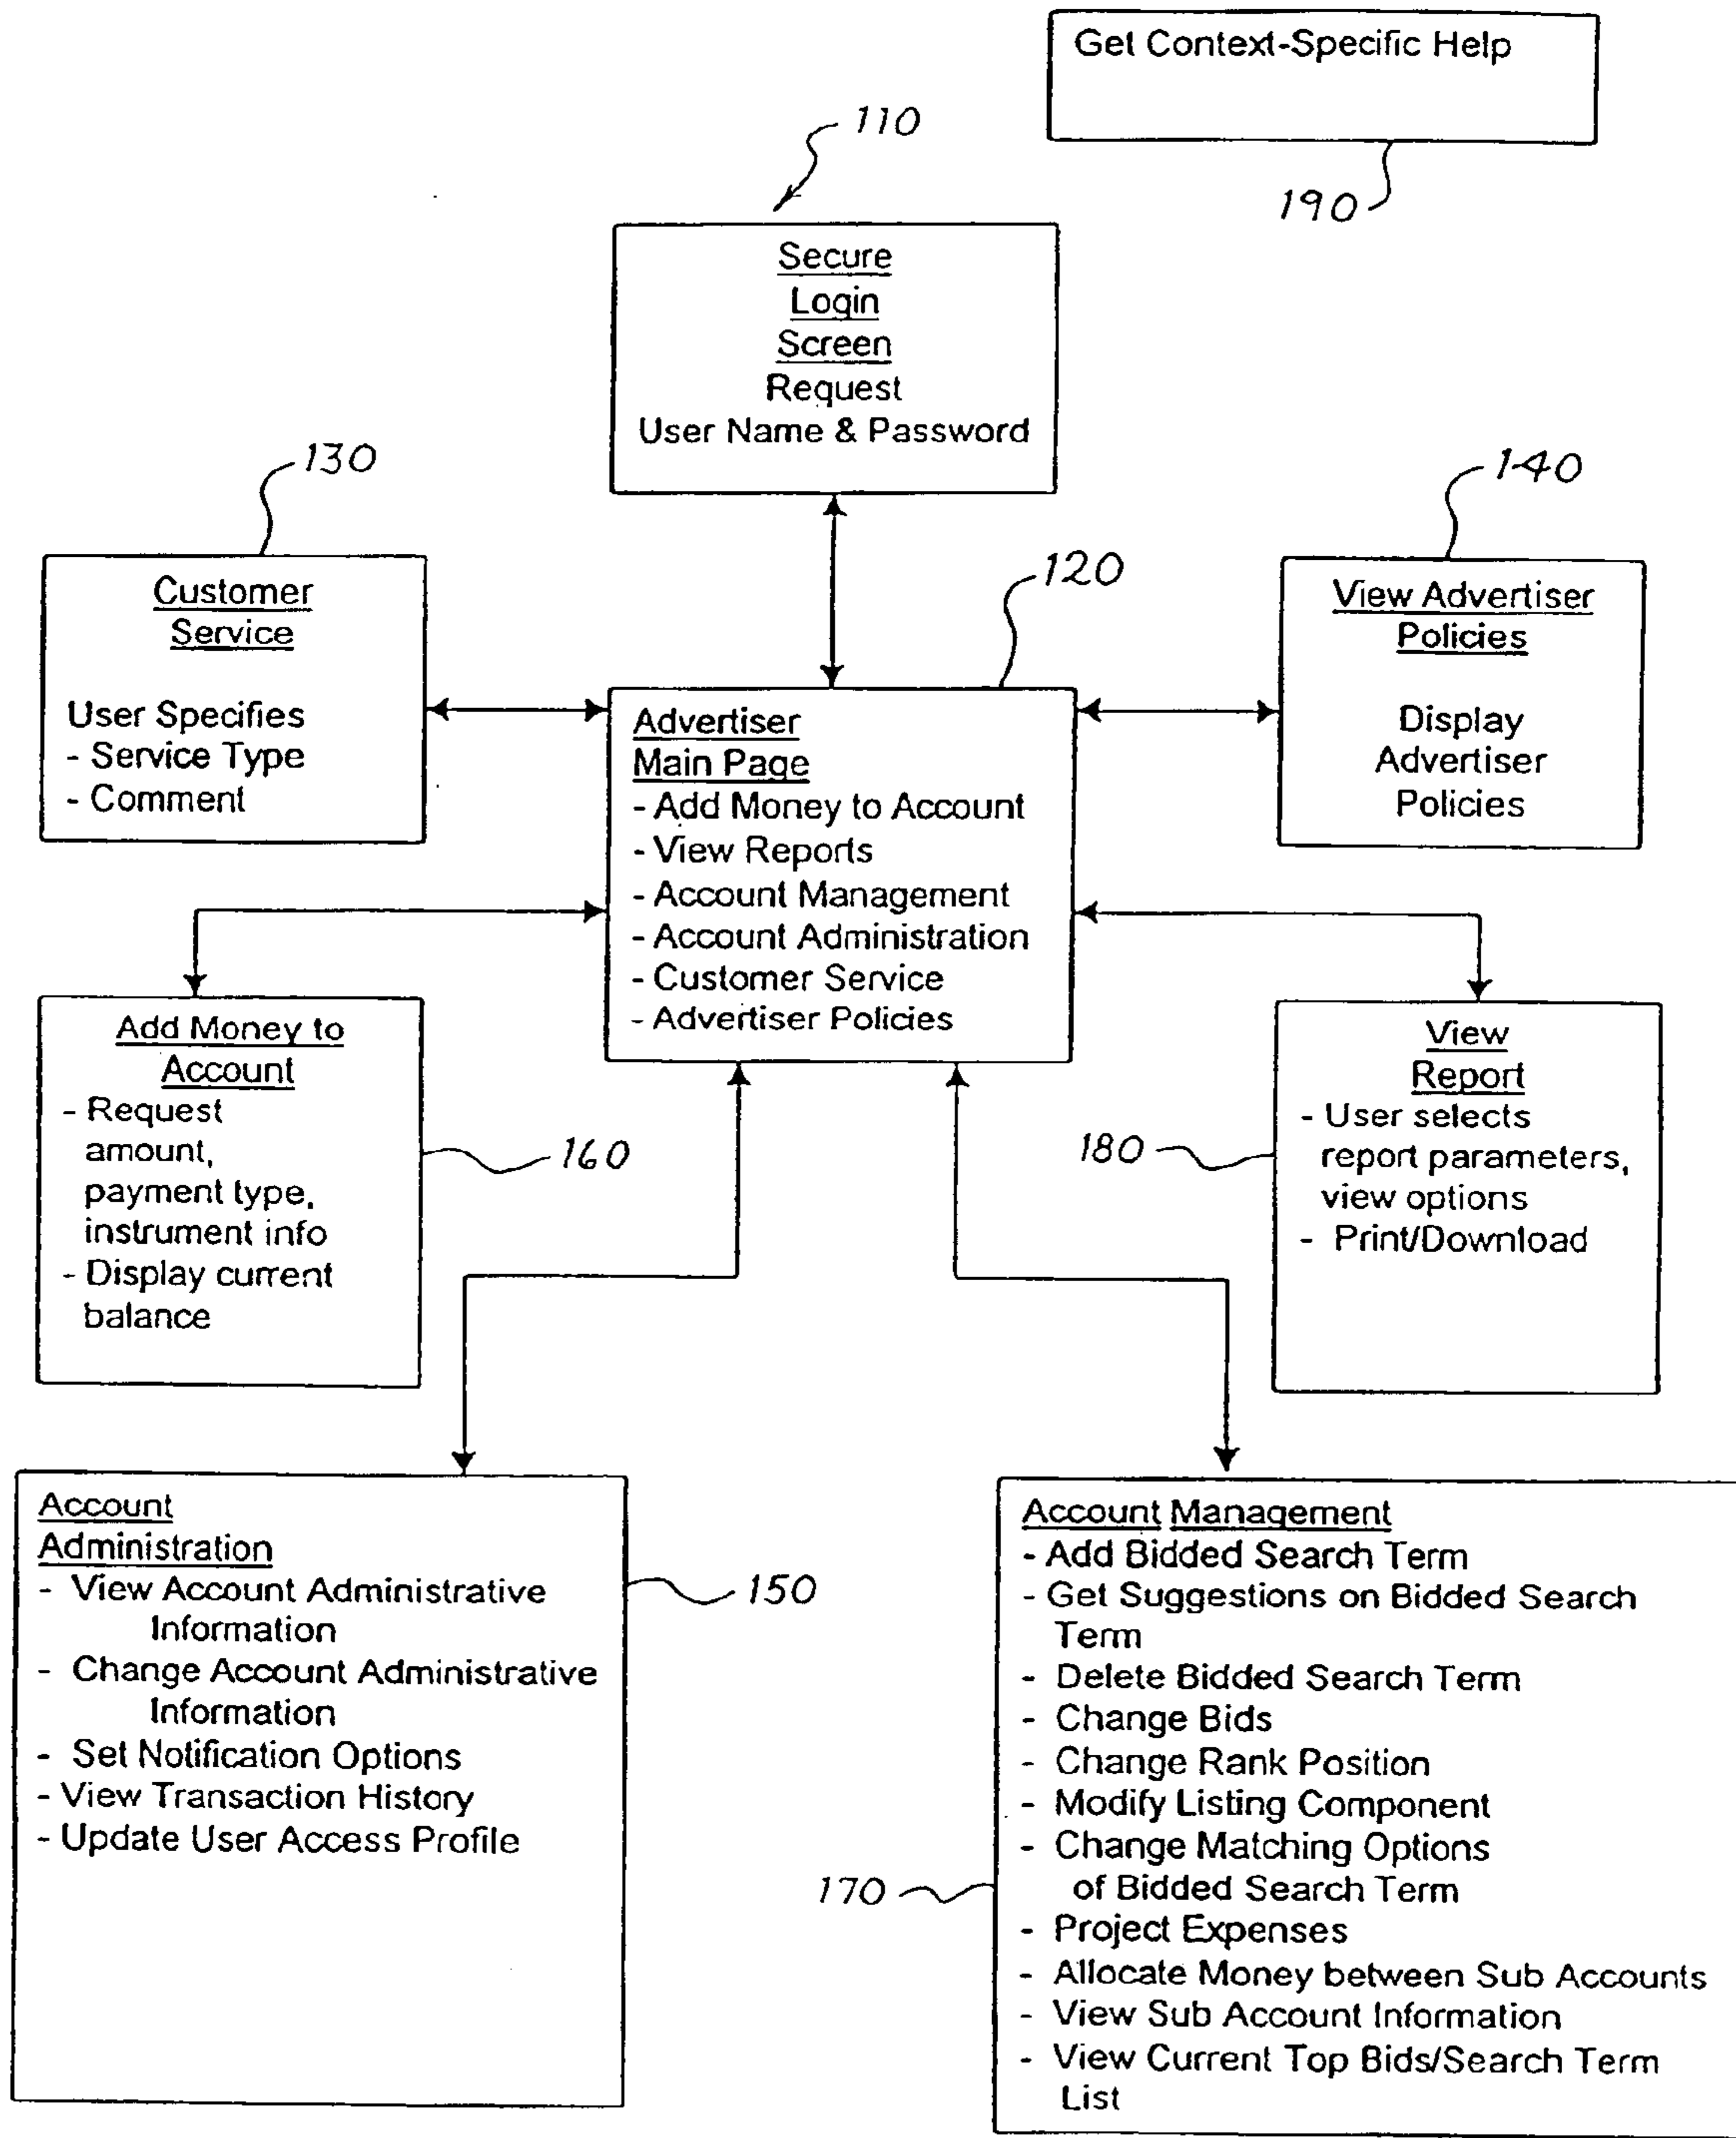 Get Context-Specific Help
190
110
Secure
Login
Screen
Request
User Name & Password
130
Customer
Service
User Specifies
- Service Type
- Comment
120
Advertiser
Main Page
- Add Money to Account
- View Reports
- Account Management
- Account Administration
- Customer Service
- Advertiser Policies
140
View Advertiser
Policies
Display
Advertiser
Policies
Add Money to
Account
- Request
amount,
payment type,
instrument info
- Display current
balance
160
180
View
Report
- User selects
report parameters,
view options
- Print/Download
Account
Administration
- View Account Administrative
Information
- Change Account Administrative
Information
- Set Notification Options
- View Transaction History
- Update User Access Profile
150
170
Account Management
- Add Bidded Search Term
- Get Suggestions on Bidded Search
Term
- Delete Bidded Search Term
- Change Bids
- Change Rank Position
- Modify Listing Component
- Change Matching Options
of Bidded Search Term
- Project Expenses
- Allocate Money between Sub Accounts
- View Sub Account Information
- View Current Top Bids/Search Term
List